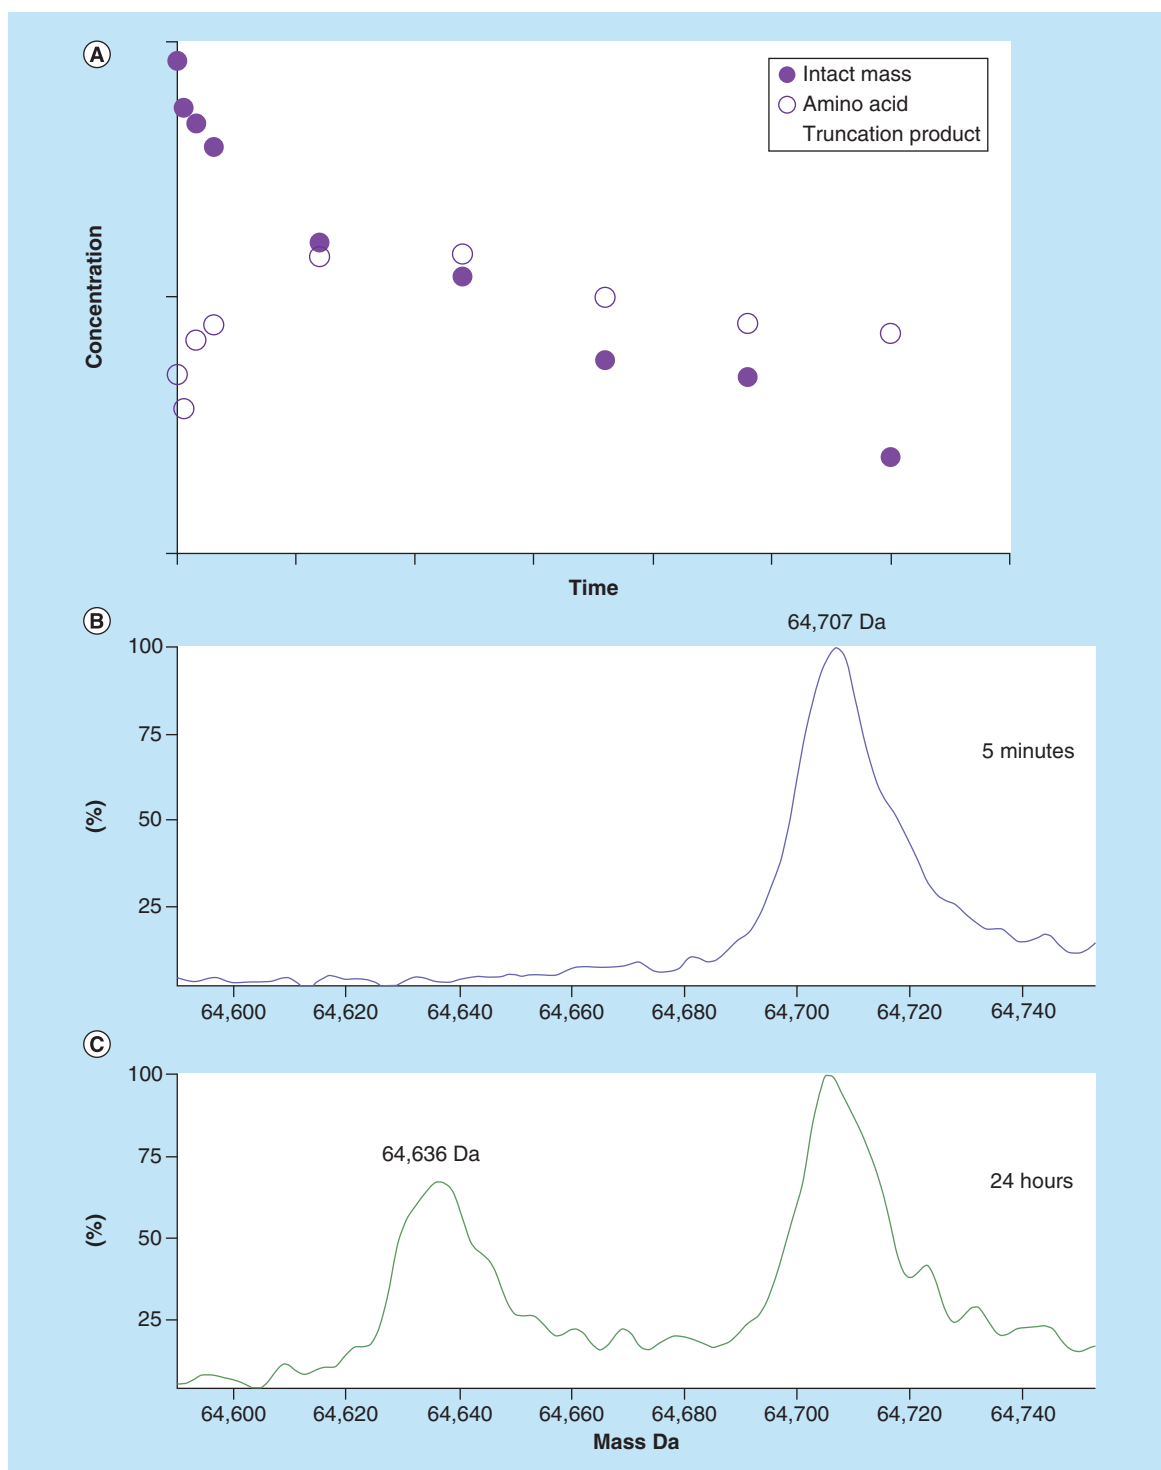 A
Intact mass
Amino acid
Truncation product
Concentration
Time
B
64,707 Da
100
75
50
25
(%)
5 minutes
64,600 64,620 64,640 64,660 64,680 64,700 64,720 64,740
C
100
75
50
25
(%)
64,636 Da
24 hours
64,600 64,620 64,640 64,660 64,680 64,700 64,720 64,740
Mass Da